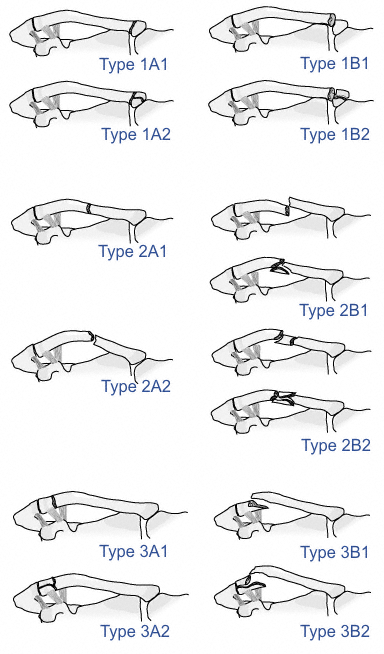 Type 1A1
Type 1B1
Type 1A2
Type 1B2
Type 2A1
Type 2B1
Type 2A2
Type 2B2
Type 3A1
Type 3B1
Type 3A2
Type 3B2